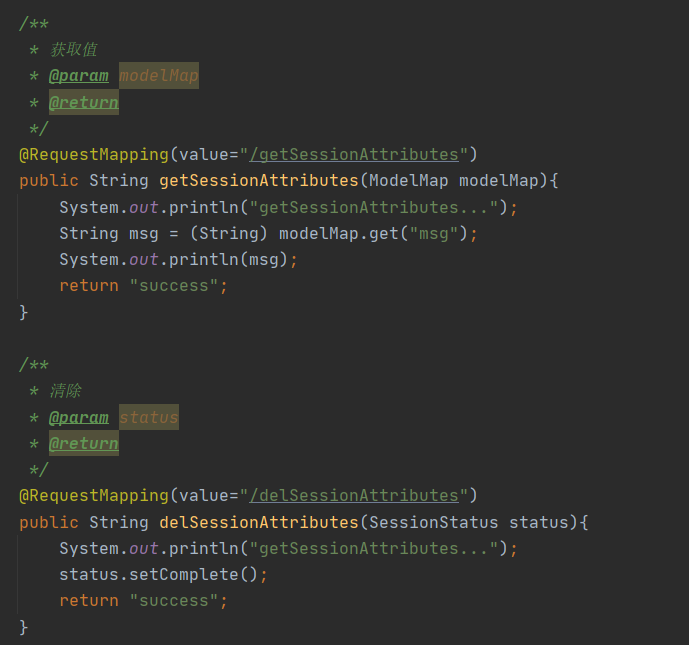 /**
 * 获取值
 * @param modelMap
 * @return
 */
@RequestMapping(value="/getSessionAttributes")
public String getSessionAttributes(ModelMap modelMap){
    System.out.println("getSessionAttributes...");
    String msg = (String) modelMap.get("msg");
    System.out.println(msg);
    return "success";
}

/**
 * 清除
 * @param status
 * @return
 */
@RequestMapping(value="/delSessionAttributes")
public String delSessionAttributes(SessionStatus status){
    System.out.println("getSessionAttributes...");
    status.setComplete();
    return "success";
}